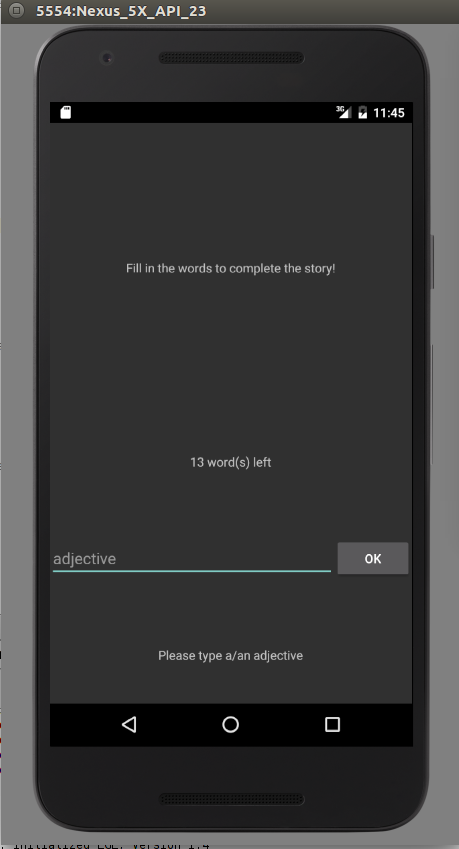 5554:Nexus_5X_API_23
3G 11:45
Fill in the words to complete the story!
13 word(s) left
adjective
OK
Please type a/an adjective